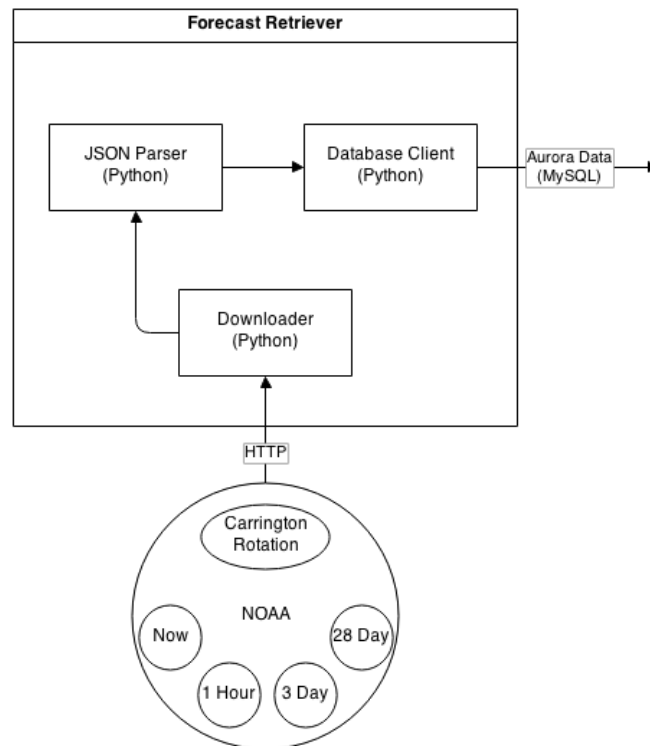 Forecast Retriever
JSON Parser
(Python)
Database Client
(Python)
Aurora Data
(MySQL)
Downloader
(Python)
HTTP
Carrington
Rotation
NOAA
Now
28 Day
1 Hour
3 Day